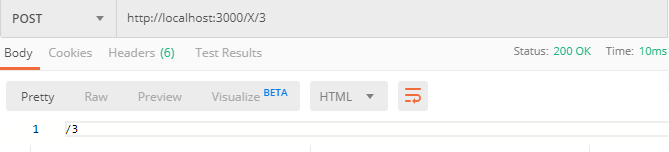 POST http://localhost:3000/X/3
Body Cookies Headers (6) Test Results Status: 200 OK Time: 10ms
Pretty Raw Preview Visualize BETA HTML
1 /3